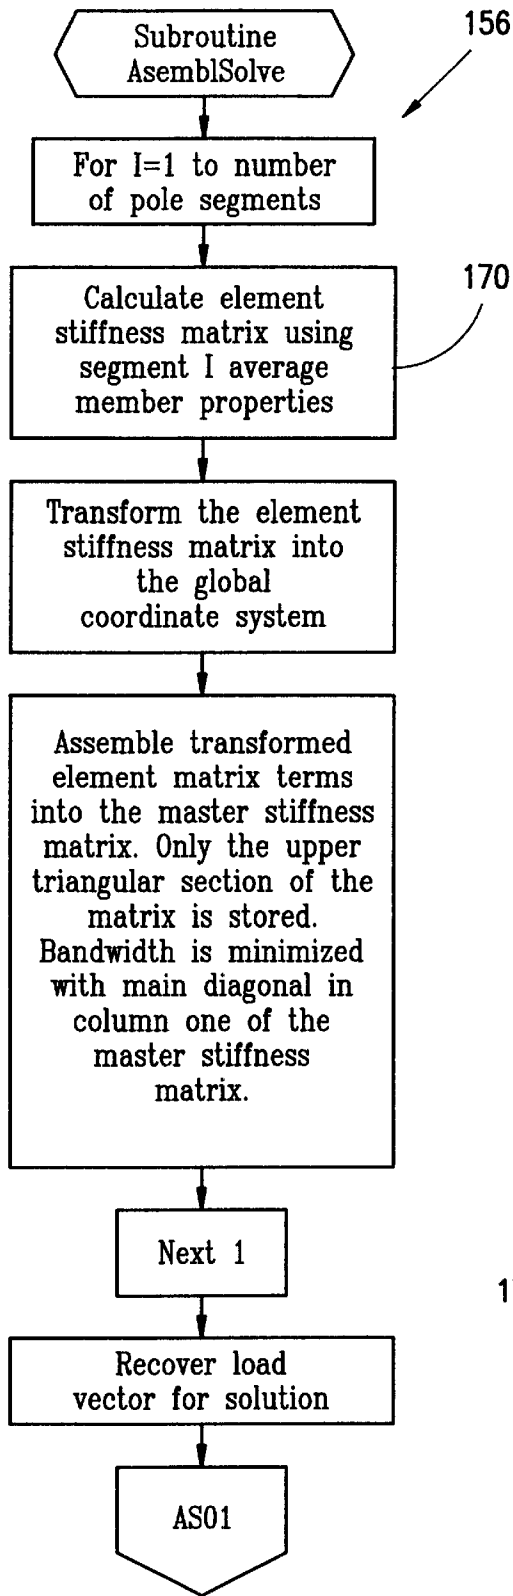 Subroutine
AsemblSolve
156
For I=1 to number
of pole segments
Calculate element
stiffness matrix using
segment I average
member properties
170
Transform the element
stiffness matrix into
the global
coordinate system
Assemble transformed
element matrix terms
into the master stiffness
matrix. Only the upper
triangular section of the
matrix is stored.
Bandwidth is minimized
with main diagonal in
column one of the
master stiffness
matrix.
Next 1
1
Recover load
vector for solution
AS01